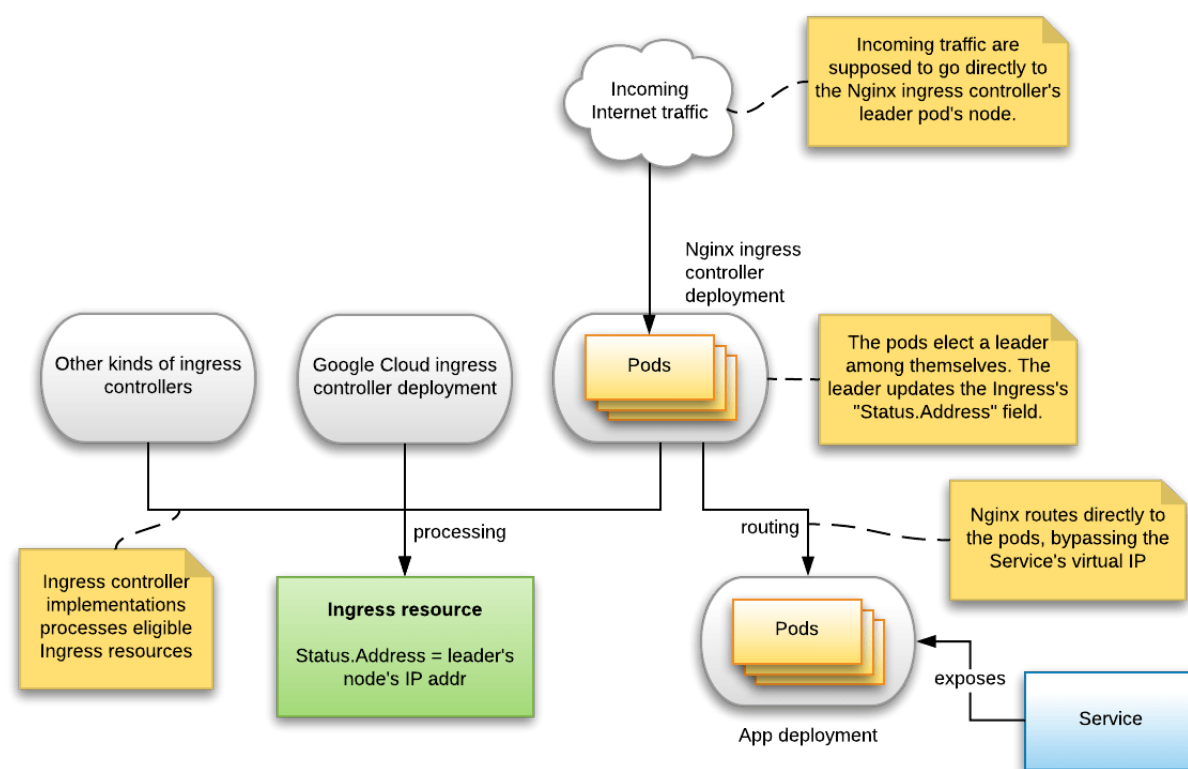 Incoming
Internet traffic
Incoming traffic are
supposed to go directly to
the Nginx ingress controller's
leader pod's node.
Nginx ingress
controller
deployment
Other kinds of ingress
controllers
Google Cloud ingress
controller deployment
Pods
The pods elect a leader
among themselves. The
leader updates the Ingress's
"Status.Address" field.
processing
routing
Nginx routes directly to
the pods, bypassing the
Service's virtual IP
Ingress controller
implementations
processes eligible
Ingress resources
Ingress resource
Status.Address = leader's
node's IP addr
Pods
exposes
Service
App deployment